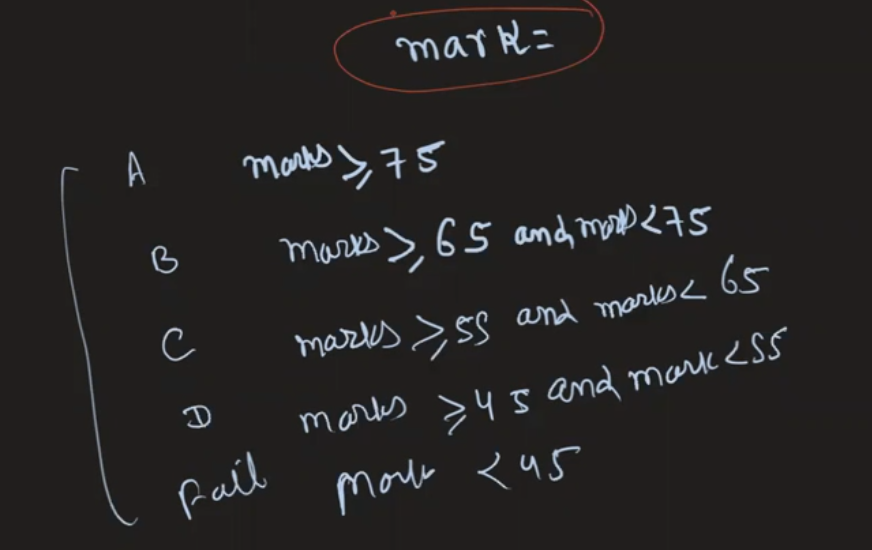 mark=
A marks ≥ 75
B marks ≥ 65 and mark < 75
C marks ≥ 55 and marks < 65
D marks ≥ 45 and mark < 55
Fail mark < 45